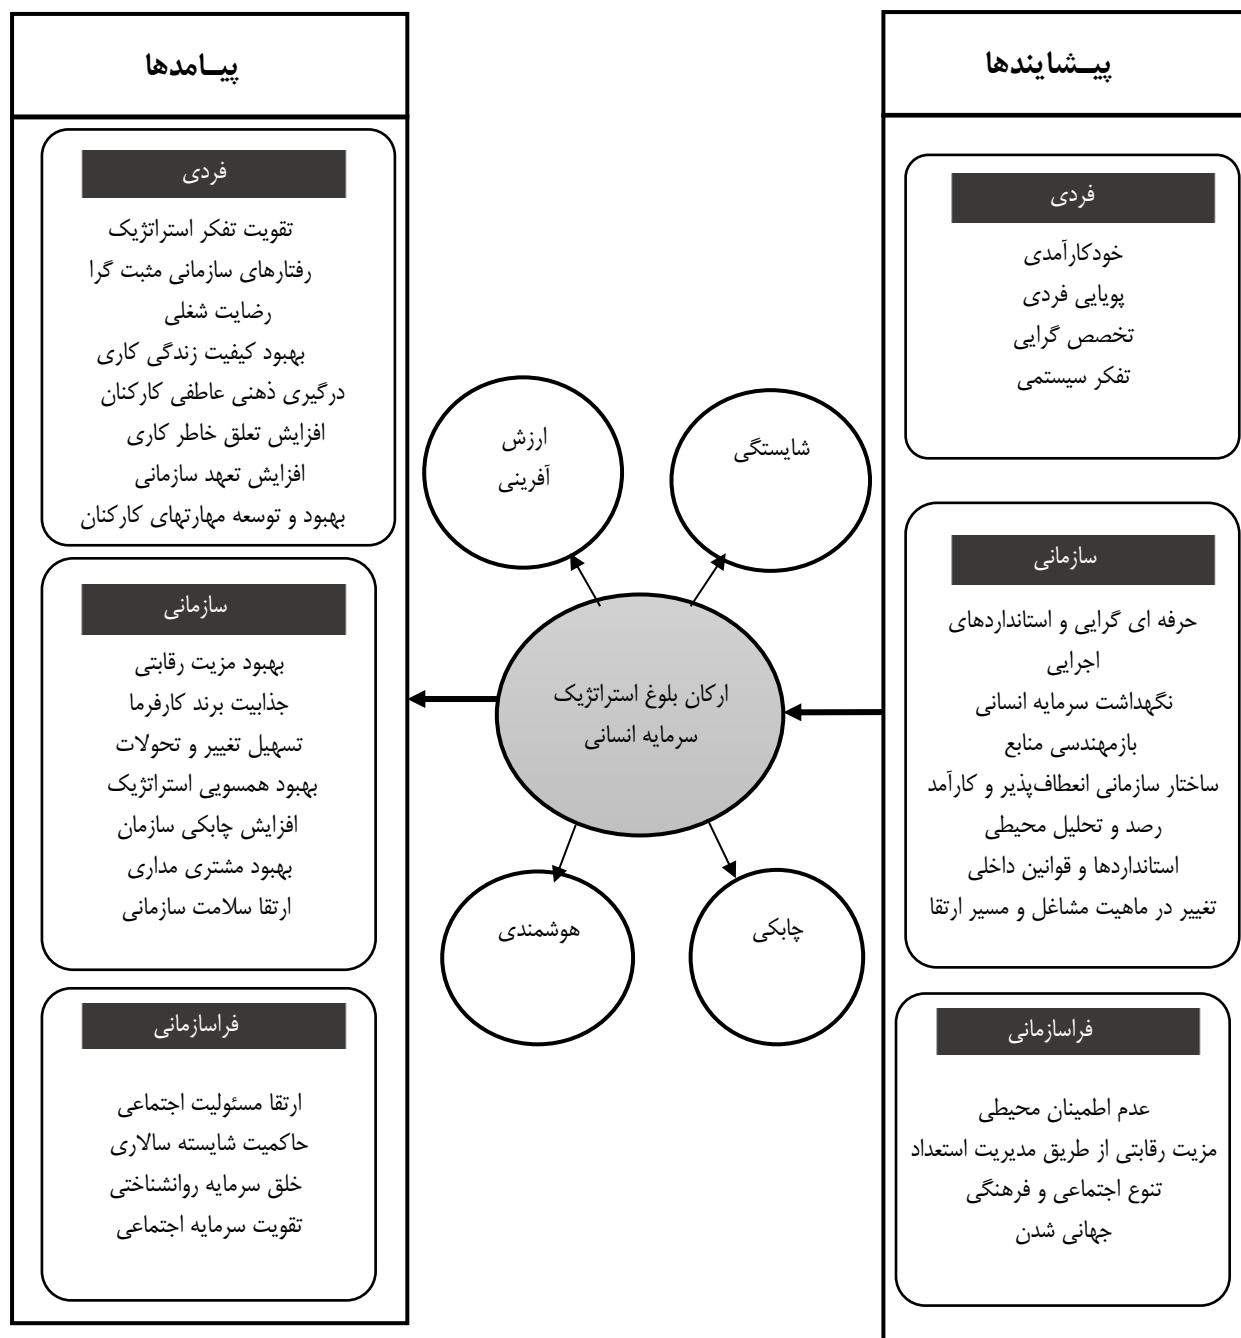 پیشایندها
فردی
خودکارآمدی
پویایی فردی
تخصص گرایی
تفکر سیستمی
سازمانی
حرفه ای گرایی و استانداردهای
اجرایی
نگهداشت سرمایه انسانی
بازمهندسی منابع
ساختار سازمانی انعطاف‌پذیر و کارآمد
رصد و تحلیل محیطی
استانداردها و قوانین داخلی
تغییر در ماهیت مشاغل و مسیر ارتقا
فراسازمانی
عدم اطمینان محیطی
مزیت رقابتی از طریق مدیریت استعداد
تنوع اجتماعی و فرهنگی
جهانی شدن
شایستگی
ارزش
آفرینی
ارکان بلوغ استراتژیک
سرمایه انسانی
چابکی
هوشمندی
پیـامدها
فردی
تقویت تفکر استراتژیک
رفتارهای سازمانی مثبت گرا
رضایت شغلی
بهبود کیفیت زندگی کاری
درگیری ذهنی عاطفی کارکنان
افزایش تعلق خاطر کاری
افزایش تعهد سازمانی
بهبود و توسعه مهارتهای کارکنان
سازمانی
بهبود مزیت رقابتی
جذابیت برند کارفرما
تسهیل تغییر و تحولات
بهبود همسویی استراتژیک
افزایش چابکی سازمان
بهبود مشتری مداری
ارتقا سلامت سازمانی
فراسازمانی
ارتقا مسئولیت اجتماعی
حاکمیت شایسته سالاری
خلق سرمایه روانشناختی
تقویت سرمایه اجتماعی